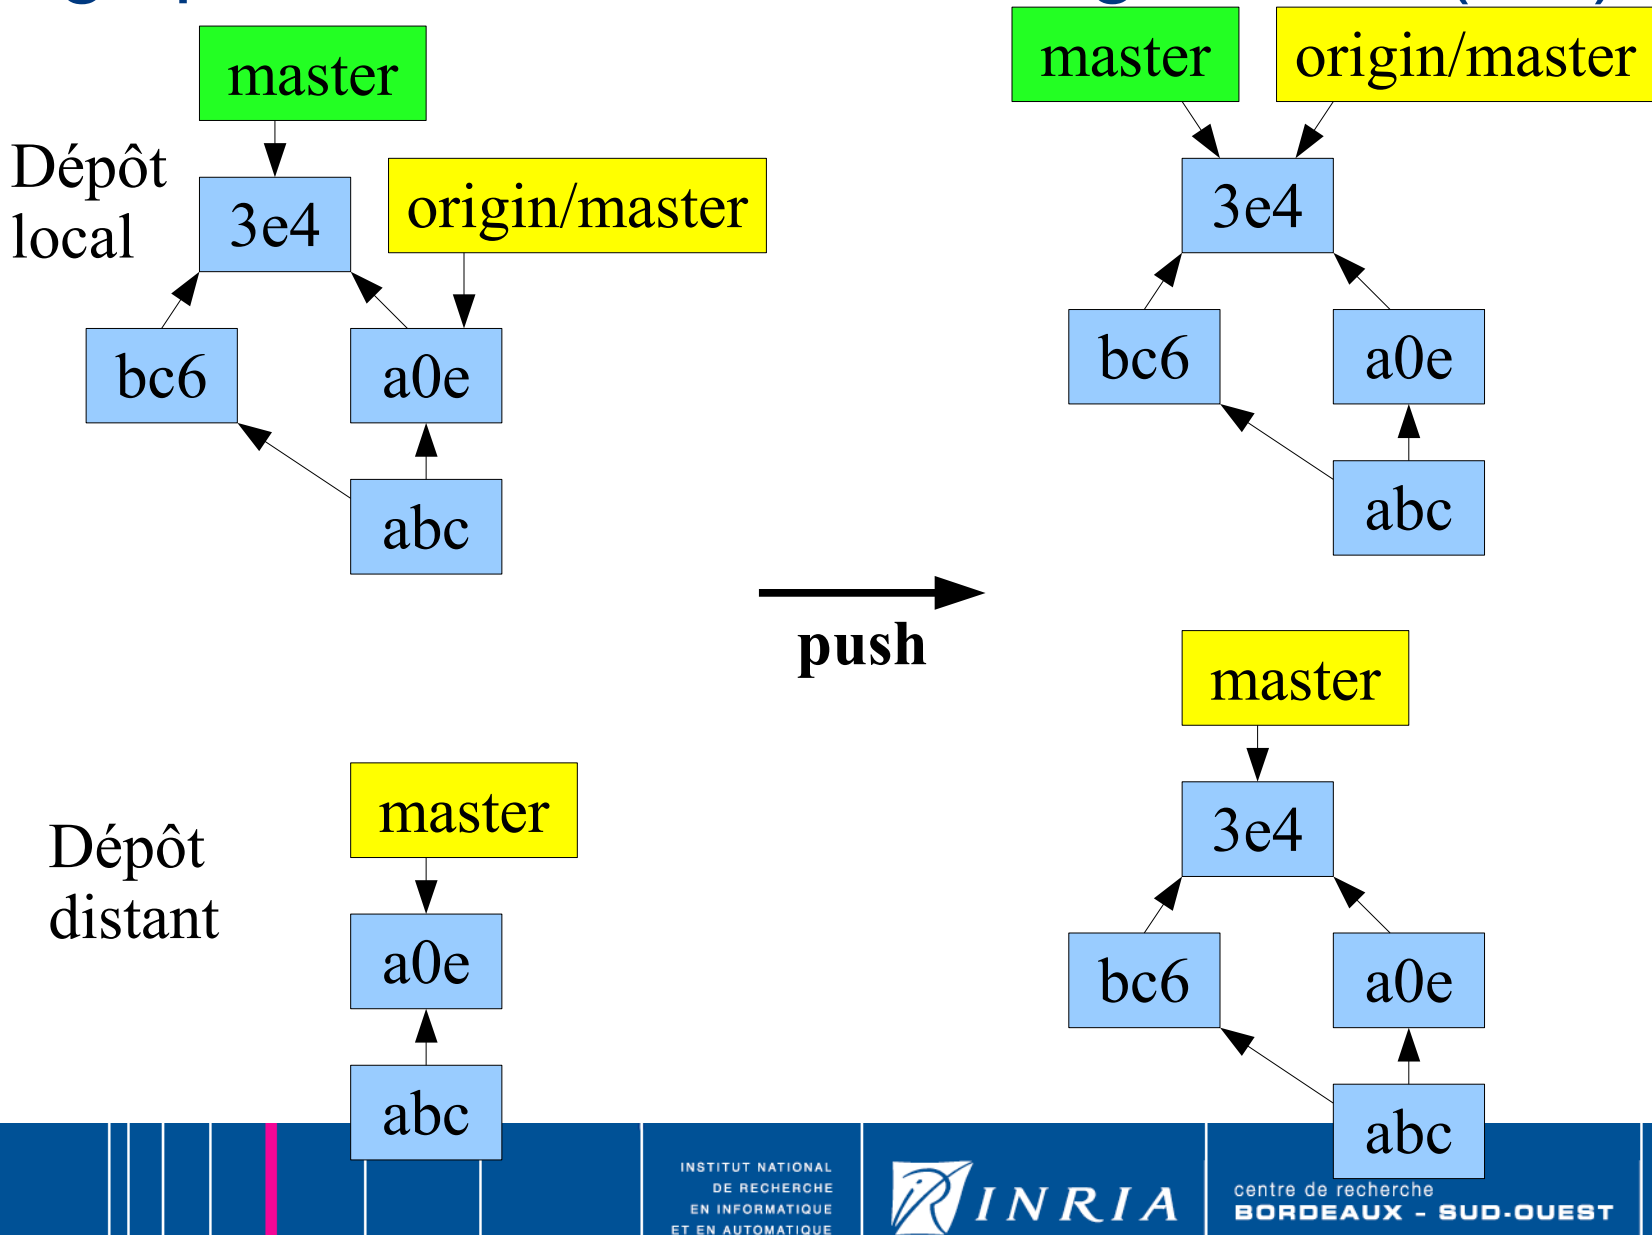 master
Dépôt
local
3e4
origin/master
bc6
a0e
abc
master
origin/master
3e4
bc6
a0e
abc
push
Dépôt
distant
master
a0e
abc
master
3e4
bc6
a0e
abc
INSTITUT NATIONAL
DE RECHERCHE
EN INFORMATIQUE
ET EN AUTOMATIQUE
INRIA
centre de recherche
BORDEAUX - SUD-OUEST